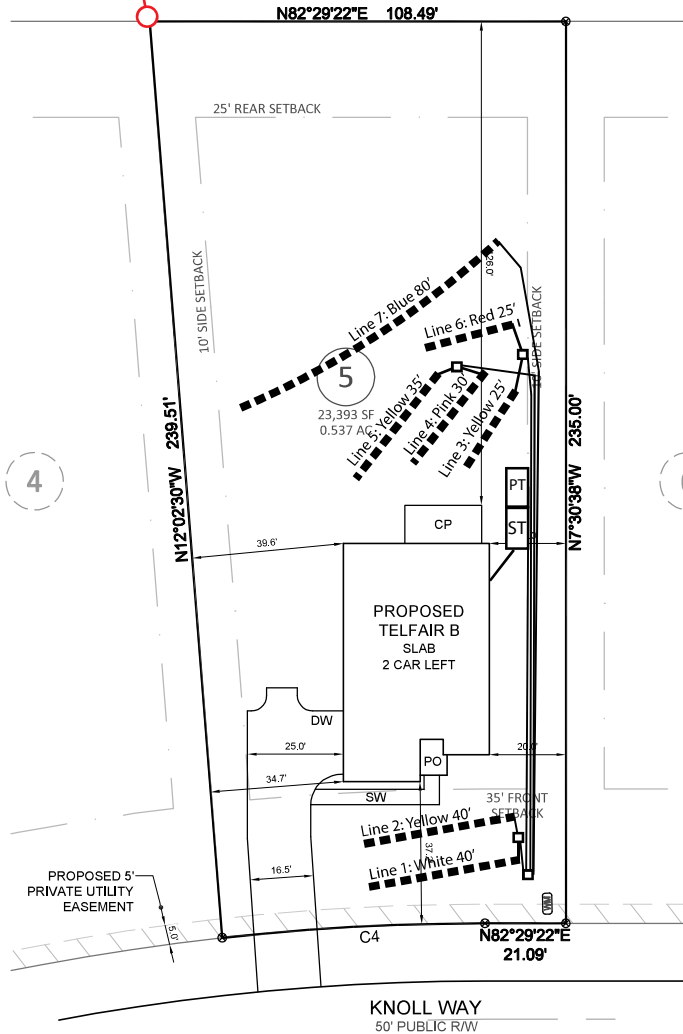 N82°29'22"E 108.49'
25' REAR SETBACK
10' SIDE SETBACK
126.0'
10' SIDE SETBACK
Line 7: Blue 80'
Line 6: Red 25'
5
23,393 SF
0.537 AC
Line 5: Yellow 35'
Line 4: Pink 30'
Line 3: Yellow 25'
N12°02'30"W 239.51'
N7°30'38"W 235.00'
4
PT
ST
CP
39.6'
PROPOSED
TELFAIR B
SLAB
2 CAR LEFT
DW
25.0'
20.0'
PO
34.7'
SW
35' FRONT
SETBACK
Line 2: Yellow 40'
Line 1: White 40'
16.5'
PROPOSED 5'
PRIVATE UTILITY
EASEMENT
5.0'
WM
C4
N82°29'22"E
21.09'
KNOLL WAY
50' PUBLIC R/W